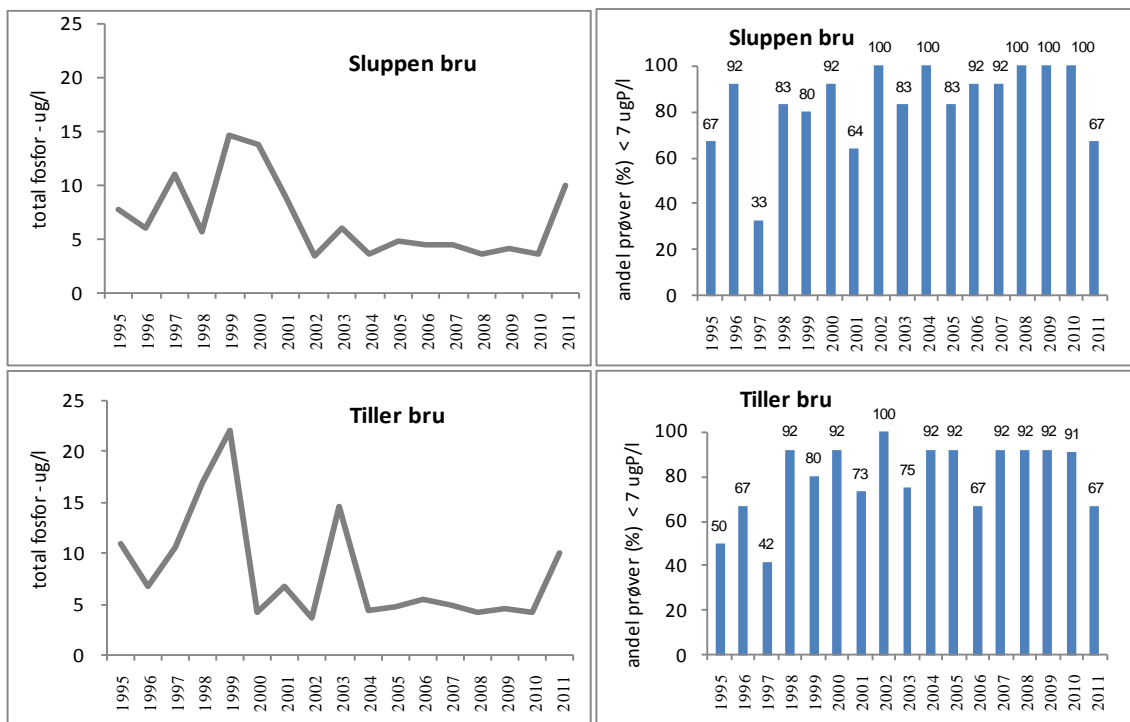 Sluppen bru
total fosfor - ug/l
25
20
15
10
5
0
1995 1996 1997 1998 1999 2000 2001 2002 2003 2004 2005 2006 2007 2008 2009 2010 2011
Sluppen bru
andel prøver (%) < 7 ugP/l
100
80
60
40
20
0
67 92 33 83 80 92 64 100 83 100 83 92 92 100 100 100 67
1995 1996 1997 1998 1999 2000 2001 2002 2003 2004 2005 2006 2007 2008 2009 2010 2011
Tiller bru
total fosfor - ug/l
25
20
15
10
5
0
1995 1996 1997 1998 1999 2000 2001 2002 2003 2004 2005 2006 2007 2008 2009 2010 2011
Tiller bru
andel prøver (%) < 7 ugP/l
100
80
60
40
20
0
50 67 42 92 80 92 73 100 75 92 92 67 92 92 92 91 67
1995 1996 1997 1998 1999 2000 2001 2002 2003 2004 2005 2006 2007 2008 2009 2010 2011